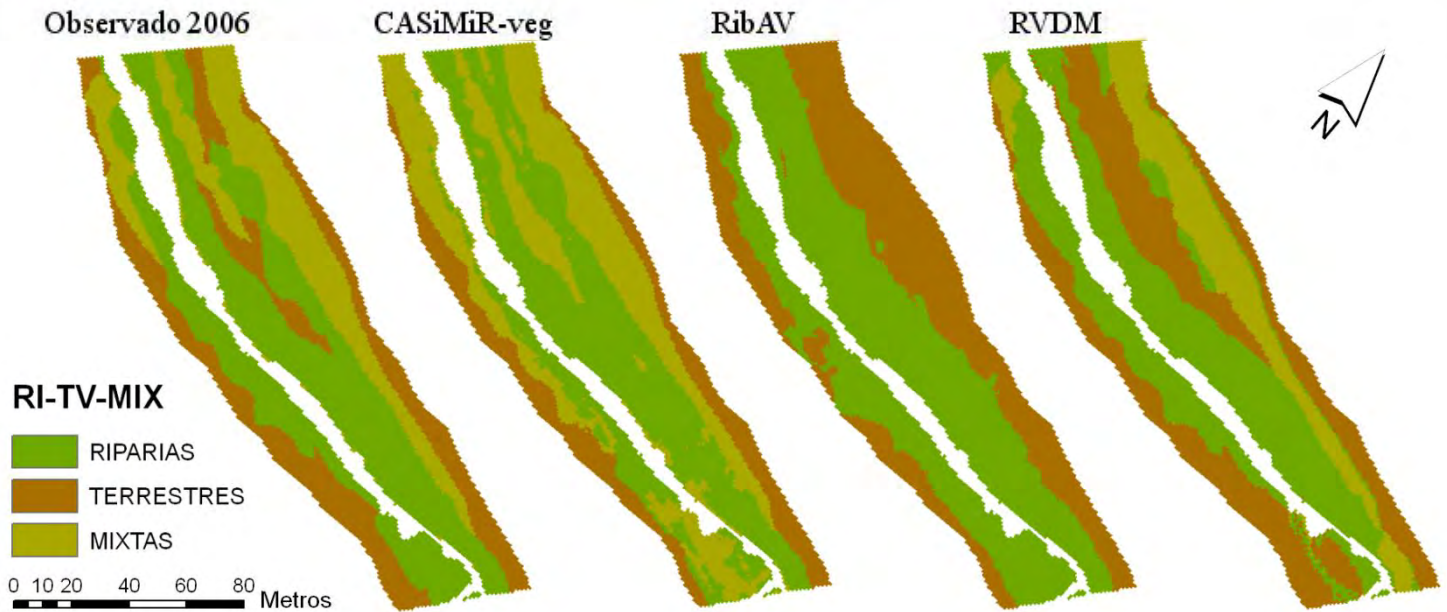 Observado 2006
CASiMiR-veg
RibAV
RVDM
N
RI-TV-MIX
RIPARIAS
TERRESTRES
MIXTAS
0 10 20 40 60 80
Metros